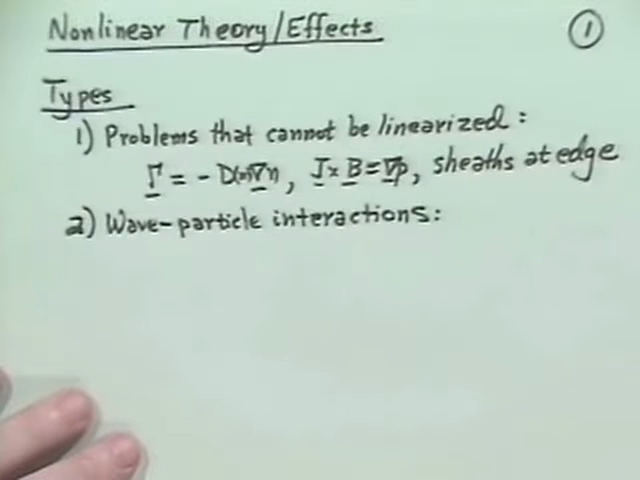 Nonlinear Theory/Effects ①
Types
1) Problems that cannot be linearized:
Γ = - D(n)∇n, J × B = ∇p, sheaths at edge
2) Wave-particle interactions: